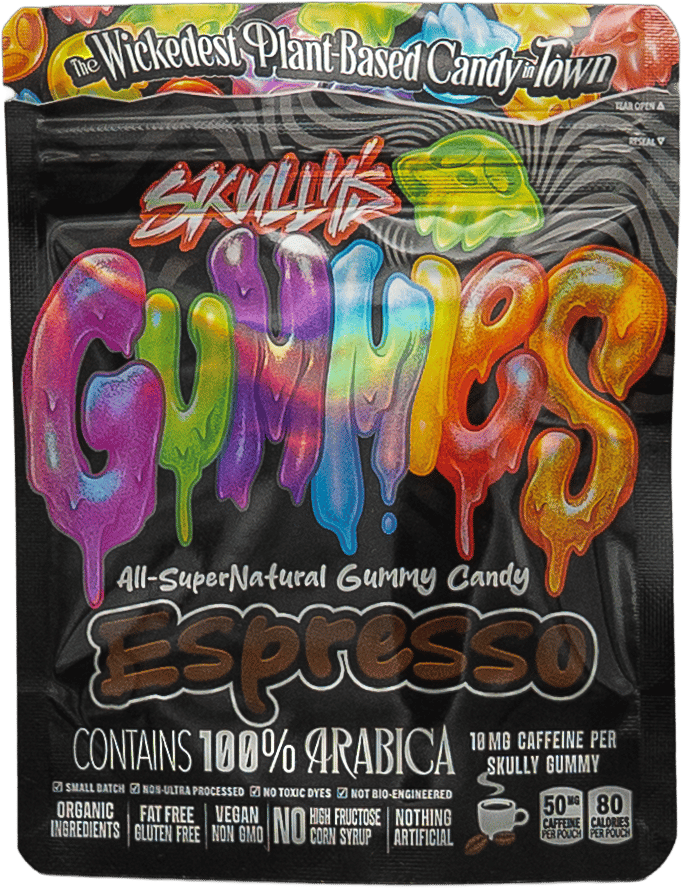 The Wickedest Plant-Based Candy in Town
TEAR OPEN △
RESEAL ▽
SKULLY'S
GUMMIES
All-SuperNatural Gummy Candy
Espresso
CONTAINS 100% ARABICA
10 MG CAFFEINE PER
SKULLY GUMMY
☑ SMALL BATCH ☑ NON-ULTRA PROCESSED ☑ NO TOXIC DYES ☑ NOT BIO-ENGINEERED
ORGANIC
INGREDIENTS
FAT FREE
GLUTEN FREE
VEGAN
NON GMO
NO HIGH FRUCTOSE
CORN SYRUP
NOTHING
ARTIFICIAL
50 MG
CAFFEINE
PER POUCH
80
CALORIES
PER POUCH